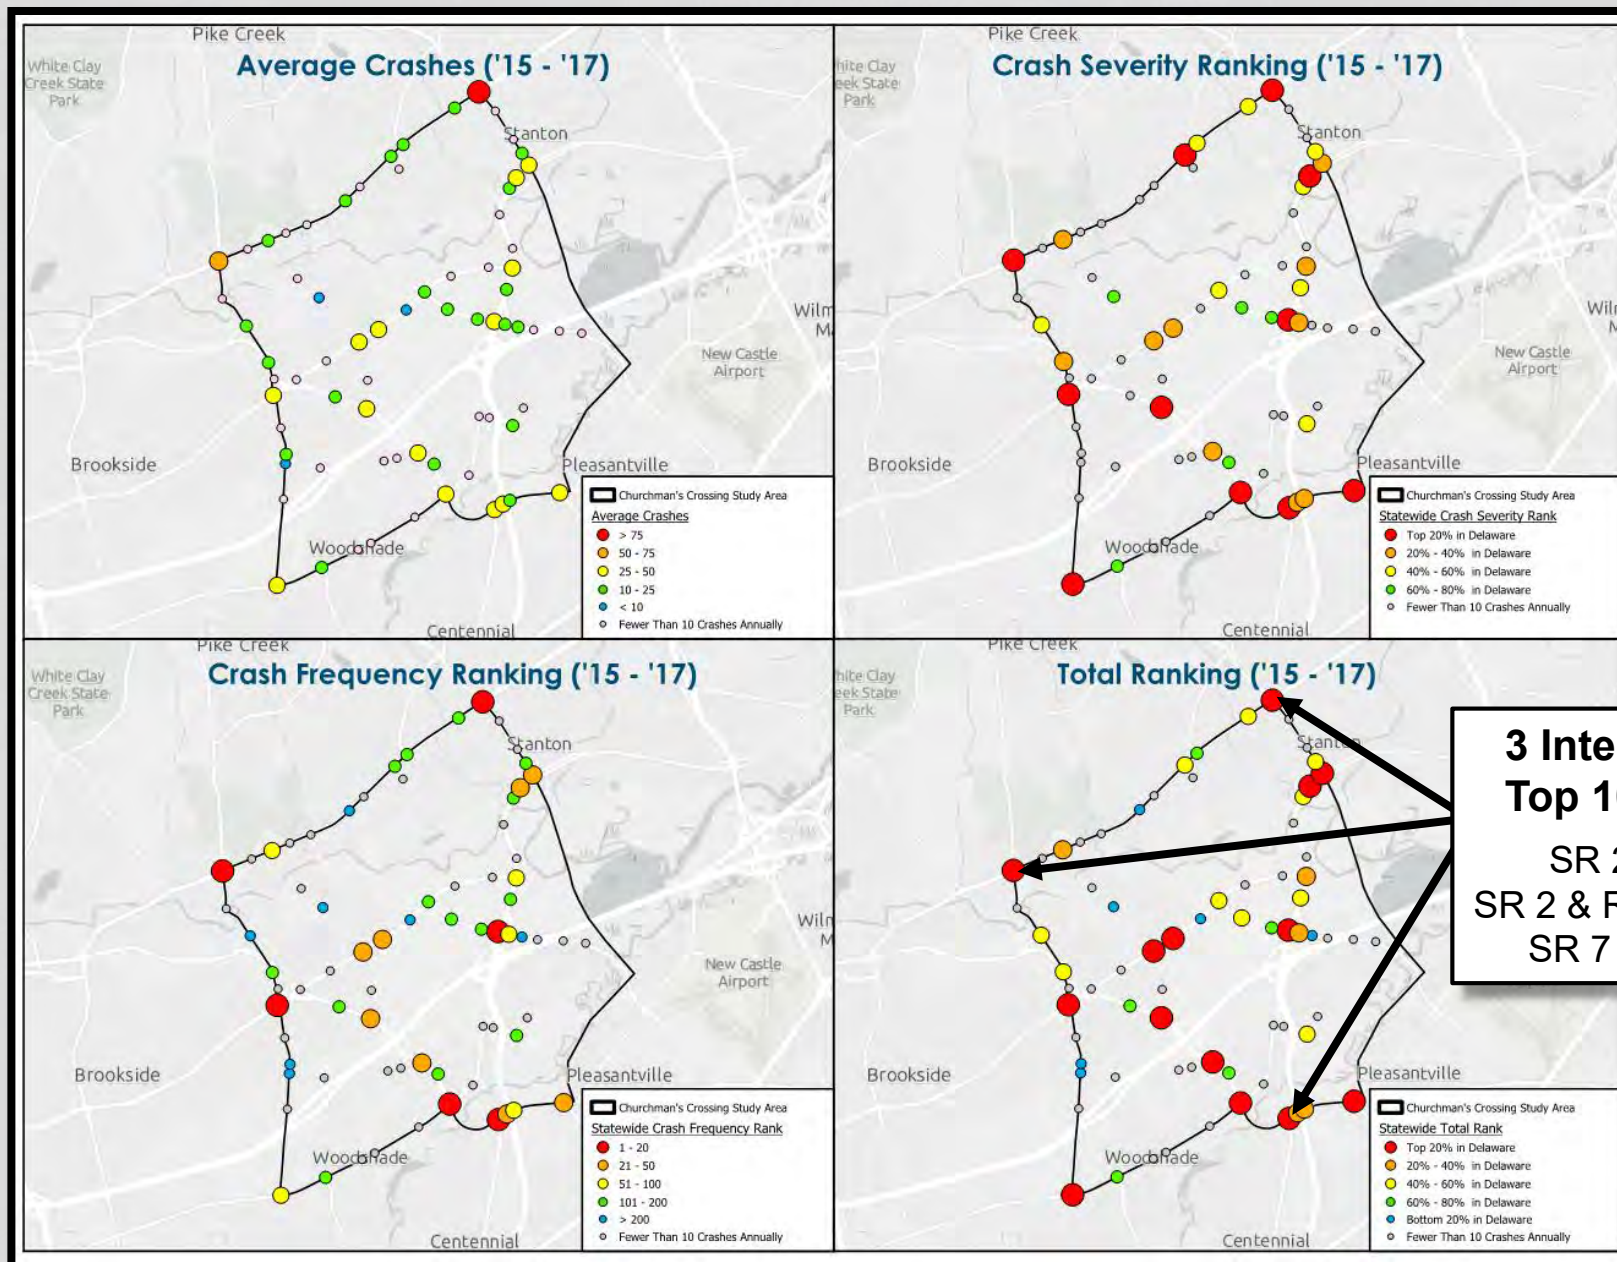 Pike Creek
White Clay
Creek State
Park
Average Crashes ('15 - '17)
Stanton
New Castle
Airport
Brookside
Pleasantville
Woodshade
Centennial
Churchman's Crossing Study Area
Average Crashes
> 75
50 - 75
25 - 50
10 - 25
< 10
Fewer Than 10 Crashes Annually
Pike Creek
Park
Crash Severity Ranking ('15 - '17)
Stanton
New Castle
Airport
Brookside
Pleasantville
Woodshade
Centennial
Churchman's Crossing Study Area
Statewide Crash Severity Rank
Top 20% in Delaware
20% - 40% in Delaware
40% - 60% in Delaware
60% - 80% in Delaware
Fewer Than 10 Crashes Annually
Pike Creek
White Clay
Creek State
Park
Crash Frequency Ranking ('15 - '17)
Stanton
New Castle
Airport
Brookside
Pleasantville
Woodshade
Centennial
Churchman's Crossing Study Area
Statewide Crash Frequency Rank
1 - 20
21 - 50
51 - 100
101 - 200
> 200
Fewer Than 10 Crashes Annually
Pike Creek
Park
Total Ranking ('15 - '17)
Stanton
3
Top
SR
SR 2 &
SR 7
Brookside
Pleasantville
Woodshade
Centennial
Churchman's Crossing Study Area
Statewide Total Rank
Top 20% in Delaware
20% - 40% in Delaware
40% - 60% in Delaware
60% - 80% in Delaware
Bottom 20% in Delaware
Fewer Than 10 Crashes Annually